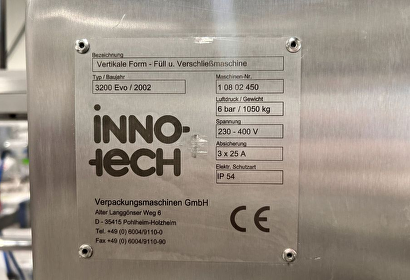 Bezeichnung
Vertikale Form - Füll u. Verschließmaschine
Typ / Baujahr
3200 Evo / 2002
Maschinen-Nr.
1 08 02 450
Luftdruck / Gewicht
6 bar / 1050 kg
Spannung
230 - 400 V
Absicherung
3 x 25 A
Elektr. Schutzart
IP 54
INNO-
tECH
Verpackungsmaschinen GmbH
Alter Langgönser Weg 6
D - 35415 Pohlheim-Holzheim
Tel. +49 (0) 6004/9110-0
Fax +49 (0) 6004/9110-90
CE